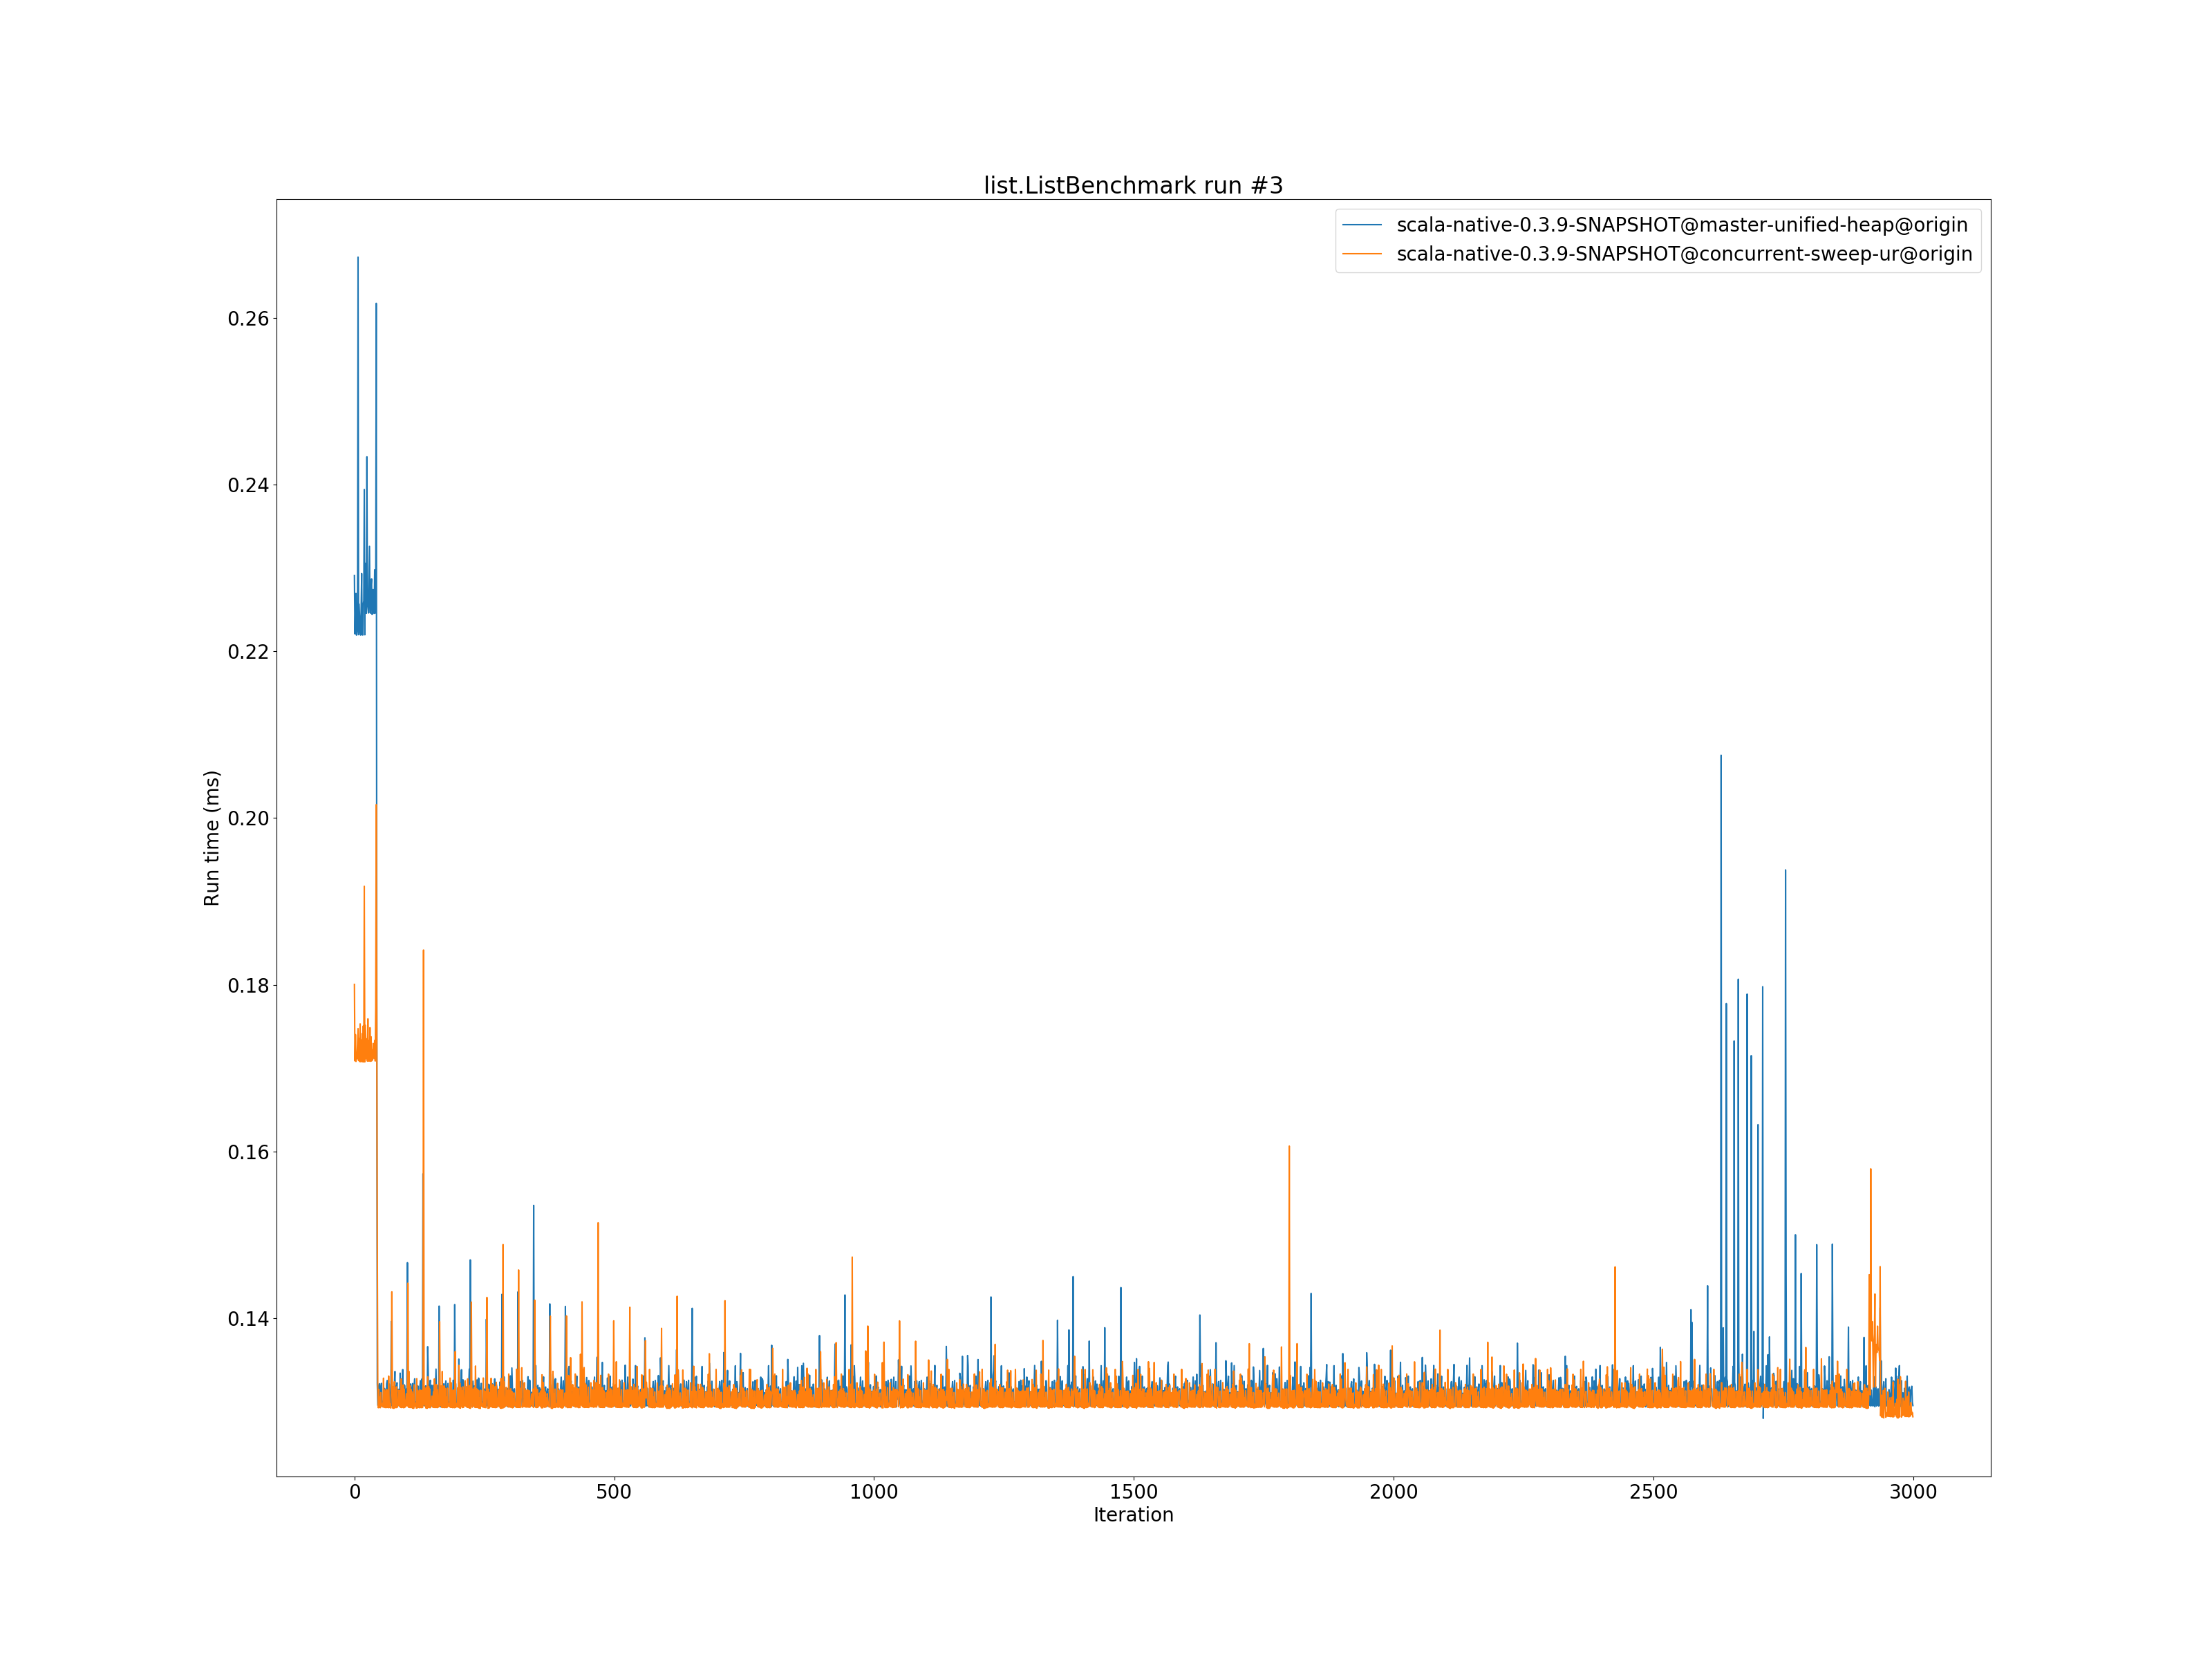 list.ListBenchmark run #3
scala-native-0.3.9-SNAPSHOT@master-unified-heap@origin
scala-native-0.3.9-SNAPSHOT@concurrent-sweep-ur@origin
Run time (ms)
0.26
0.24
0.22
0.20
0.18
0.16
0.14
0 500 1000 1500 2000 2500 3000
Iteration